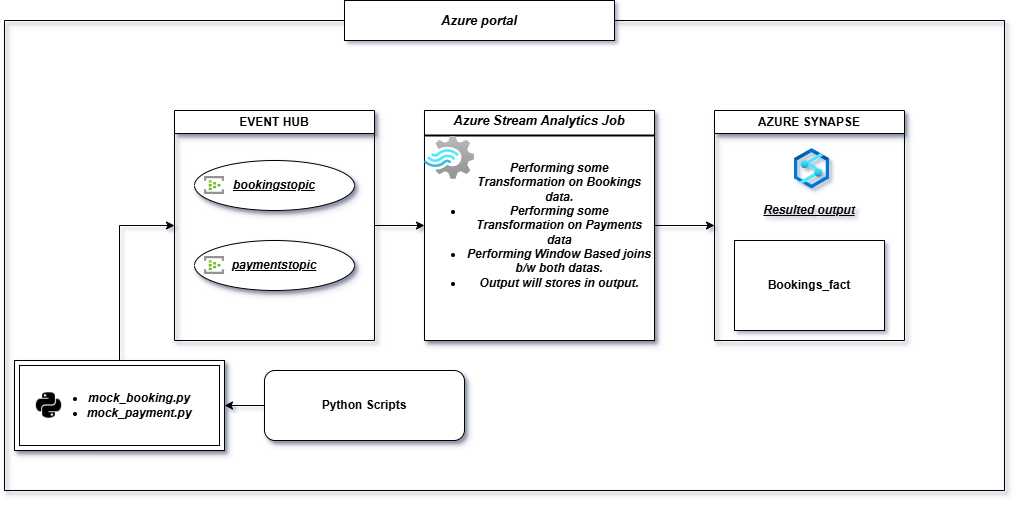 Azure portal
EVENT HUB
bookingstopic
paymentstopic
Azure Stream Analytics Job
Performing some
Transformation on Bookings
data.
• Performing some
Transformation on Payments
data
• Performing Window Based joins
b/w both datas.
• Output will stores in output.
AZURE SYNAPSE
Resulted output
Bookings_fact
• mock_booking.py
• mock_payment.py
Python Scripts